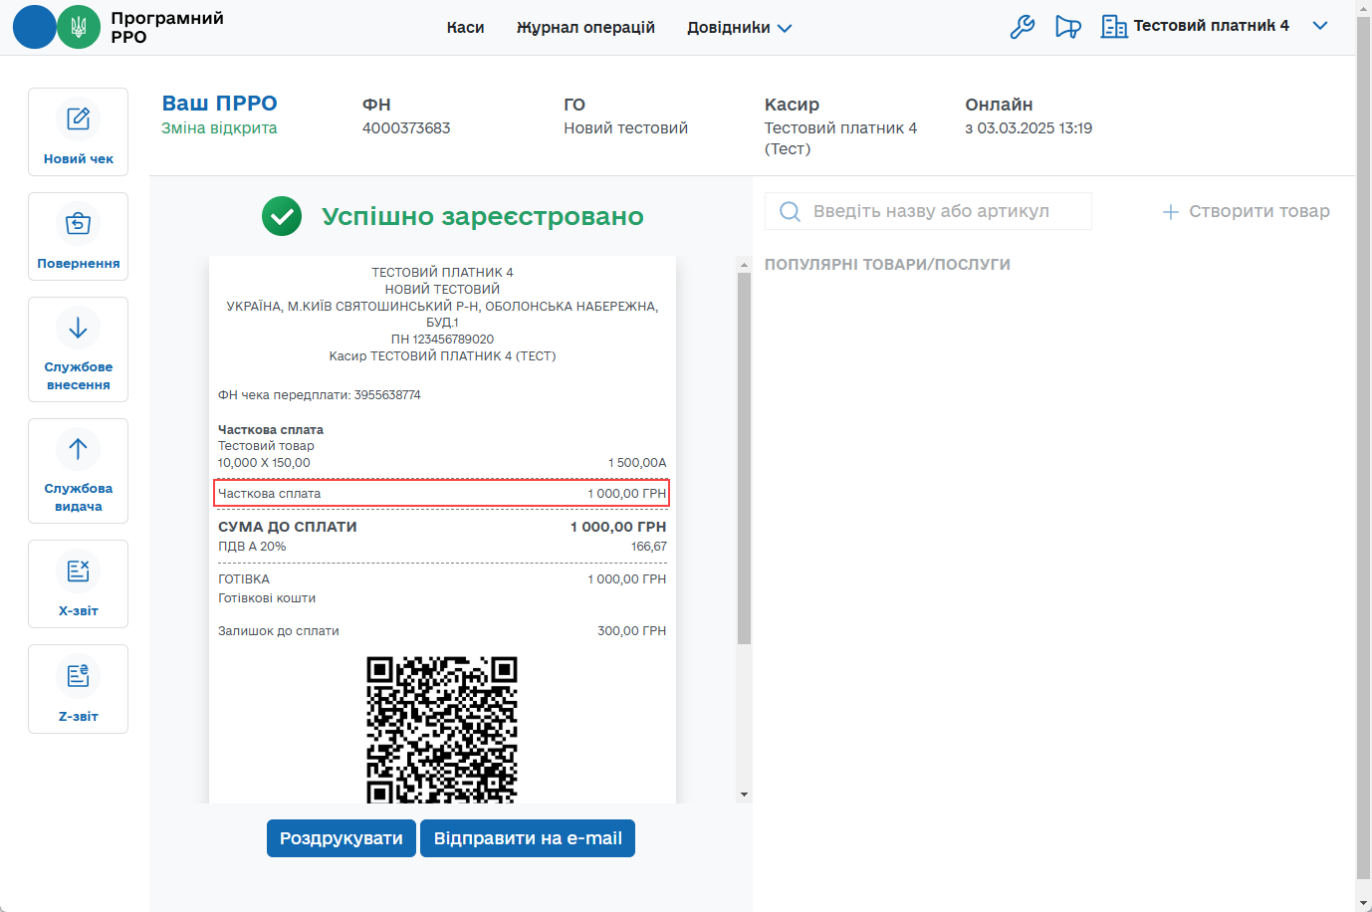 Програмний
РРО
Каси
Журнал операцій
Довідники
Тестовий платник 4
Новий чек
Повернення
Службове
внесення
Службова
видача
X-звіт
Z-звіт
Ваш ПРРО
Зміна відкрита
ФН
4000373683
ГО
Новий тестовий
Касир
Тестовий платник 4
(Тест)
Онлайн
з 03.03.2025 13:19
Успішно зареєстровано
ТЕСТОВИЙ ПЛАТНИК 4
НОВИЙ ТЕСТОВИЙ
УКРАЇНА, М.КИЇВ СВЯТОШИНСЬКИЙ Р-Н, ОБОЛОНСЬКА НАБЕРЕЖНА,
БУД.1
ПН 123456789020
Касир ТЕСТОВИЙ ПЛАТНИК 4 (ТЕСТ)
ФН чека передплати: 3955638774
Часткова сплата
Тестовий товар
10,000 X 150,00 1 500,00А
Часткова сплата 1 000,00 ГРН
СУМА ДО СПЛАТИ 1 000,00 ГРН
ПДВ А 20% 166,67
ГОТІВКА 1 000,00 ГРН
Готівкові кошти
Залишок до сплати 300,00 ГРН
Роздрукувати
Відправити на e-mail
Введіть назву або артикул
+ Створити товар
ПОПУЛЯРНІ ТОВАРИ/ПОСЛУГИ